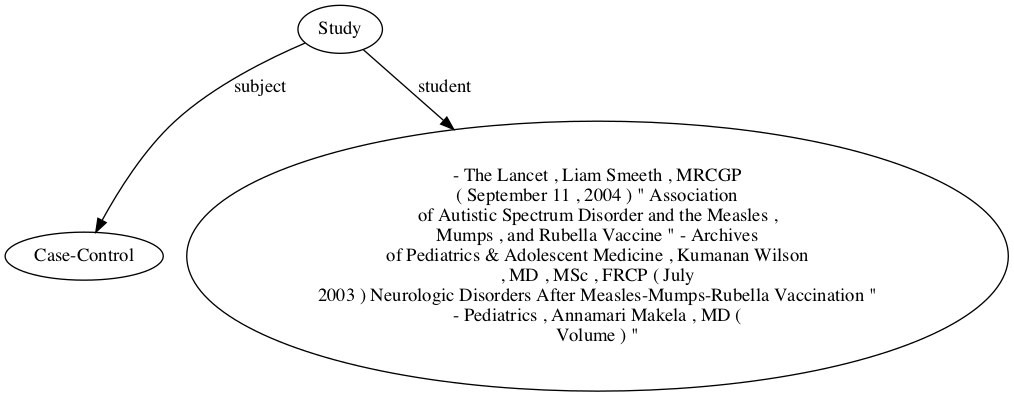 Study
subject
student
- The Lancet , Liam Smeeth , MRCGP
( September 11 , 2004 ) " Association
of Autistic Spectrum Disorder and the Measles ,
Mumps , and Rubella Vaccine " - Archives
of Pediatrics & Adolescent Medicine , Kumanan Wilson
, MD , MSc , FRCP ( July
2003 ) Neurologic Disorders After Measles-Mumps-Rubella Vaccination "
- Pediatrics , Annamari Makela , MD (
Volume ) "
Case-Control